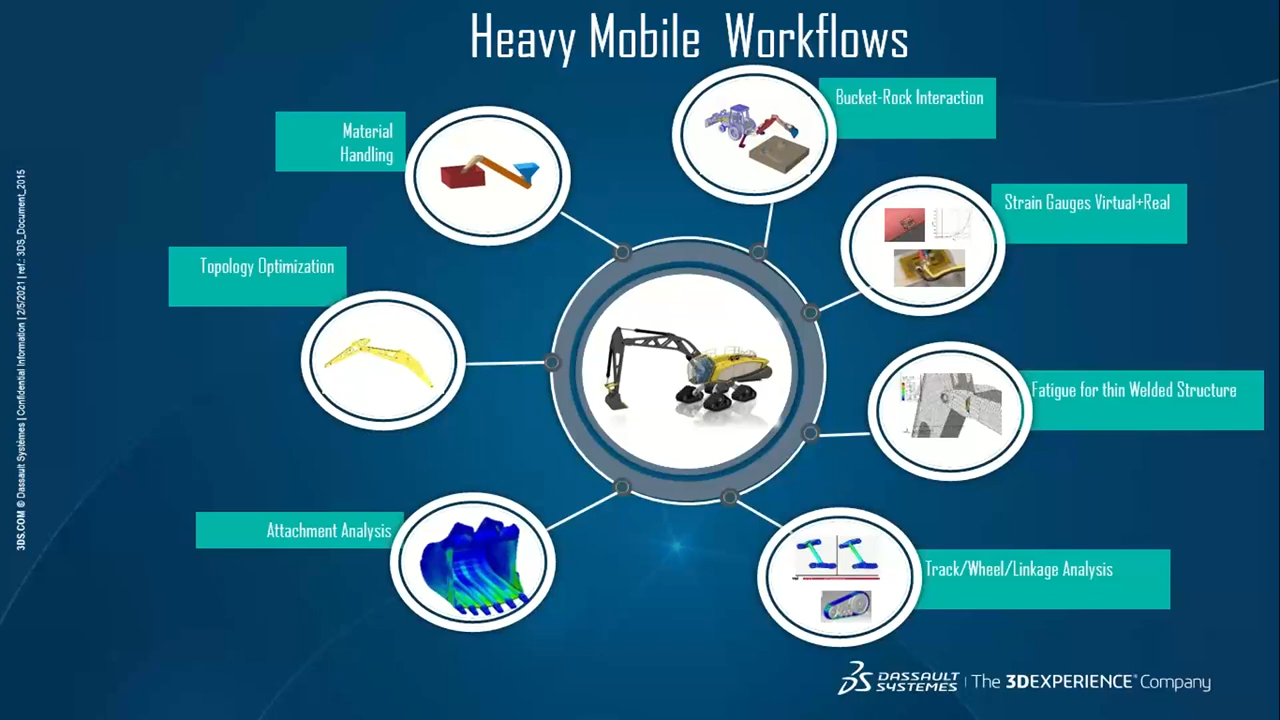 Heavy Mobile Workflows
Bucket-Rock Interaction
Material
Handling
Strain Gauges Virtual+Real
Topology Optimization
Fatigue for thin Welded Structure
Attachment Analysis
Track/Wheel/Linkage Analysis
3DS.COM © Dassault Systèmes | Confidential Information | 2/5/2021 | ref.: 3DS_Document_2015
DASSAULT
SYSTEMES | The 3DEXPERIENCE® Company